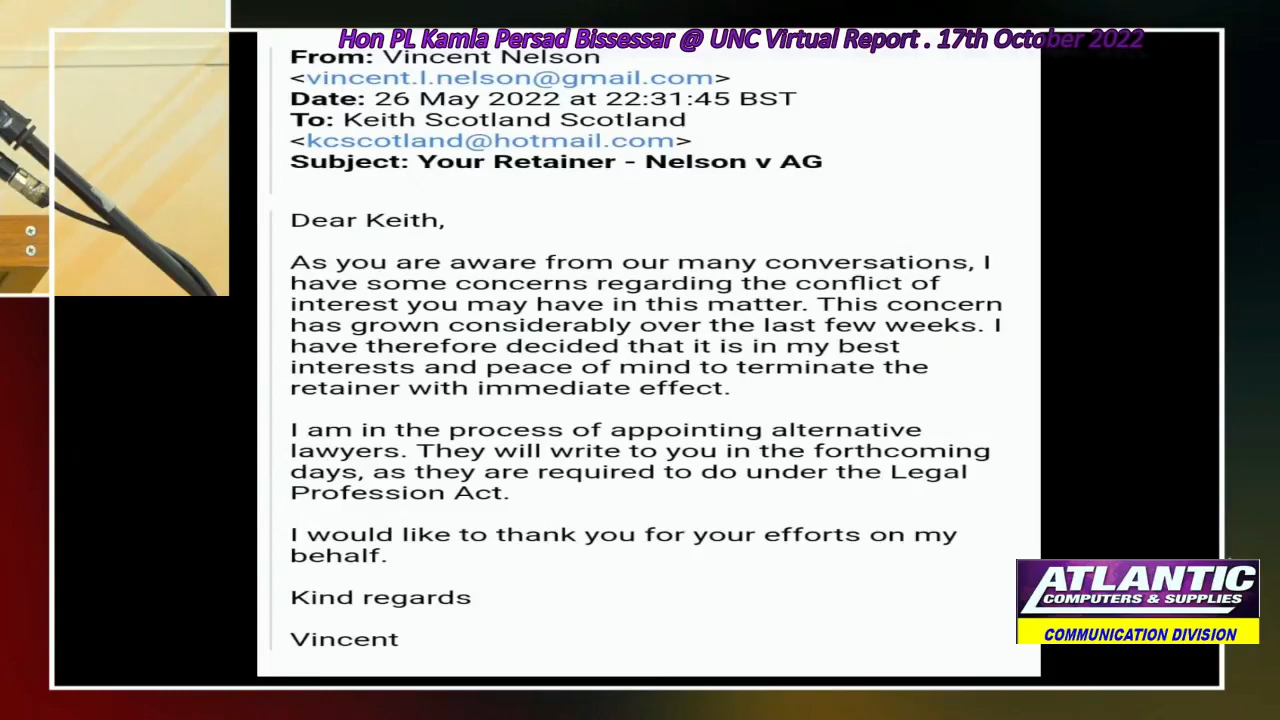 Hon PL Kamla Persad Bissessar @ UNC Virtual Report . 17th October 2022
From: Vincent Nelson
<vincent.l.nelson@gmail.com>
Date: 26 May 2022 at 22:31:45 BST
To: Keith Scotland Scotland
<kcscotland@hotmail.com>
Subject: Your Retainer - Nelson v AG
Dear Keith,
As you are aware from our many conversations, I
have some concerns regarding the conflict of
interest you may have in this matter. This concern
has grown considerably over the last few weeks. I
have therefore decided that it is in my best
interests and peace of mind to terminate the
retainer with immediate effect.
I am in the process of appointing alternative
lawyers. They will write to you in the forthcoming
days, as they are required to do under the Legal
Profession Act.
I would like to thank you for your efforts on my
behalf.
Kind regards
Vincent
ATLANTIC
COMPUTERS & SUPPLIES
COMMUNICATION DIVISION